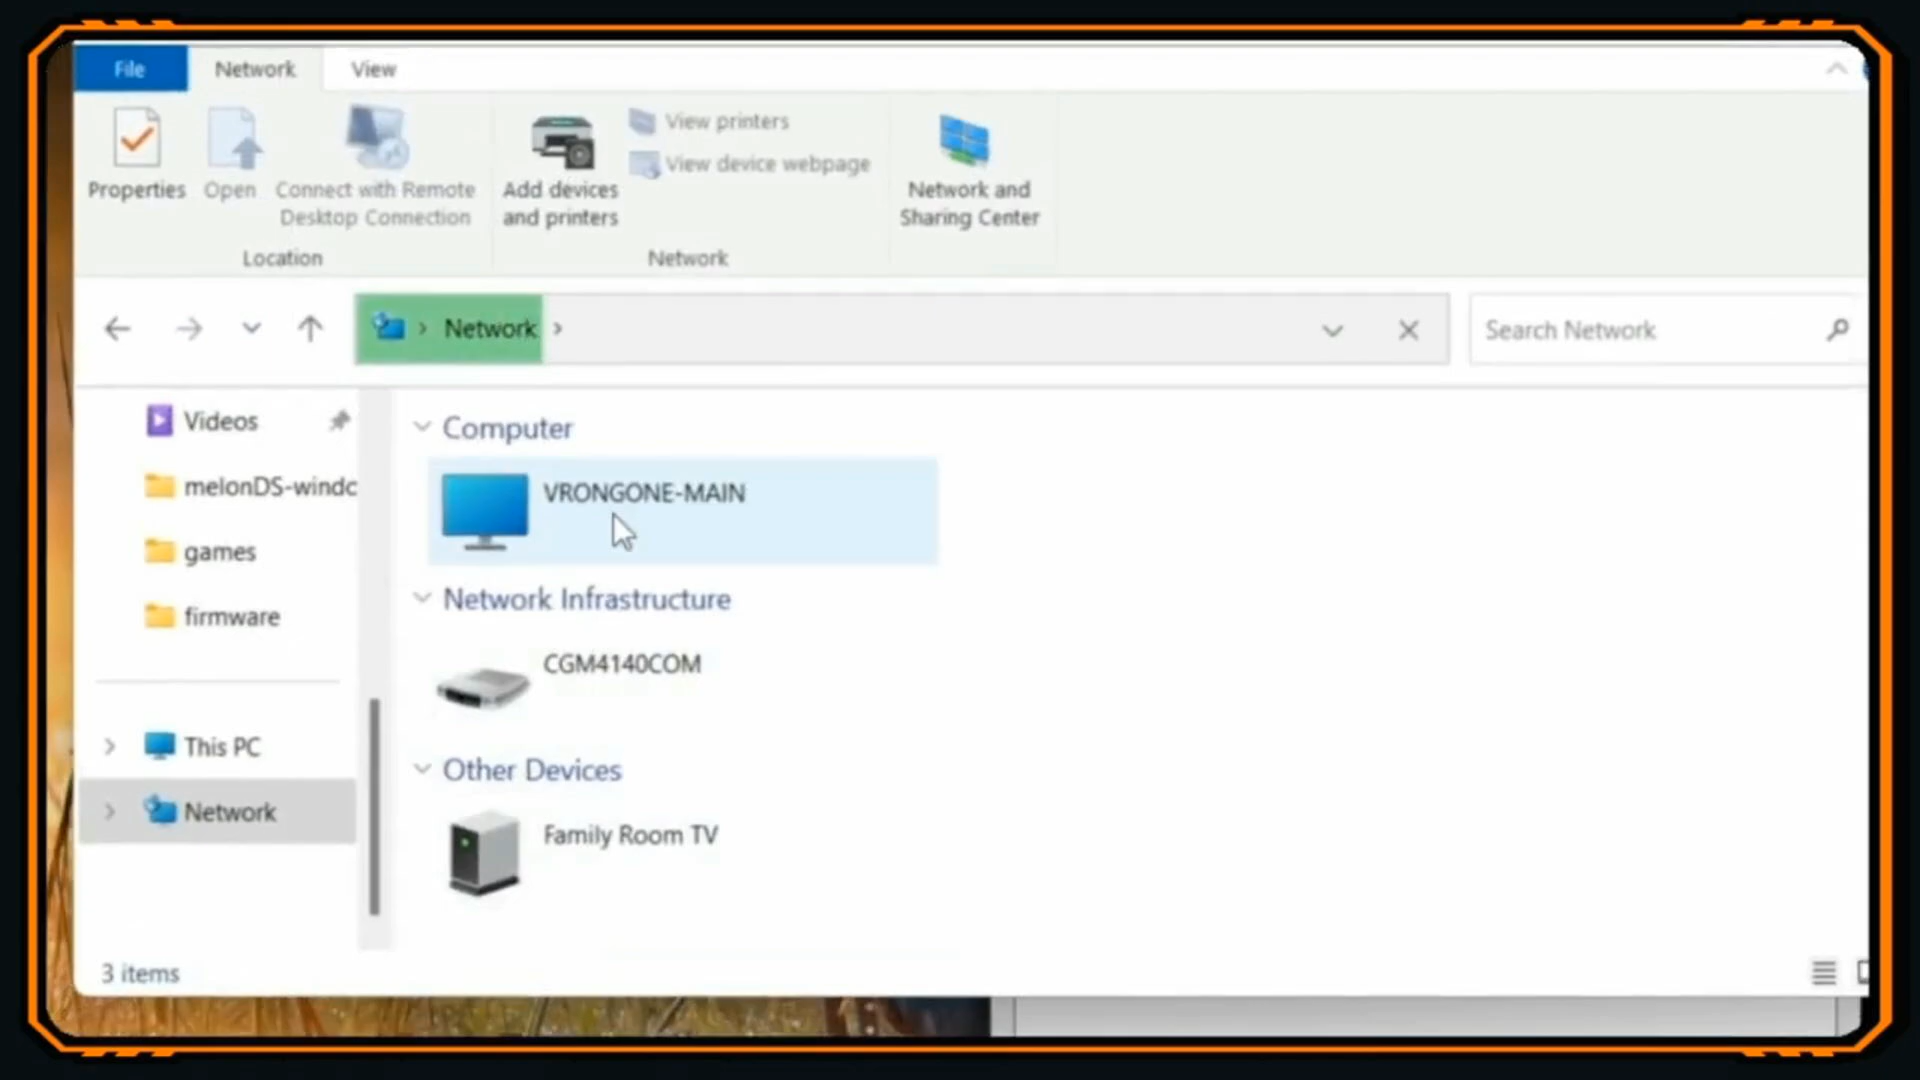 File Network View
Properties
Open
Connect with Remote
Desktop Connection
Location
Add devices
and printers
View printers
View device webpage
Network
Network and
Sharing Center
Network
Search Network
Videos
melonDS-windc
games
firmware
This PC
Network
Computer
VRONGONE-MAIN
Network Infrastructure
CGM4140COM
Other Devices
Family Room TV
3 items